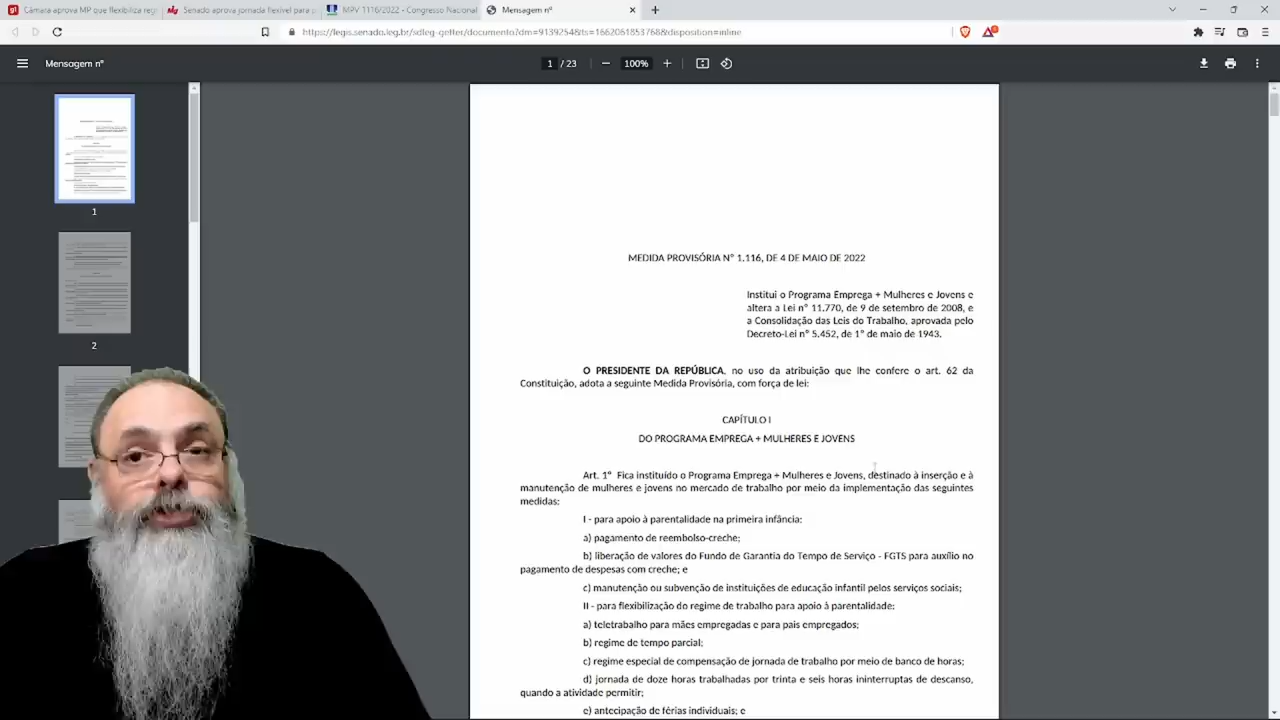 Câmara aprova MP que flexibiliza regr
Senado aprova jornada flexível para p
MPV 1116/2022 - Congresso Nacional
Mensagem nº
https://legis.senado.leg.br/sdleg-getter/documento?dm=9139254&ts=1662061853768&disposition=inline
Mensagem nº
1 / 23
100%
1
2
MEDIDA PROVISÓRIA Nº 1.116, DE 4 DE MAIO DE 2022
Institui o Programa Emprega + Mulheres e Jovens e
altera a Lei nº 11.770, de 9 de setembro de 2008, e
a Consolidação das Leis do Trabalho, aprovada pelo
Decreto-Lei nº 5.452, de 1º de maio de 1943.
O PRESIDENTE DA REPÚBLICA, no uso da atribuição que lhe confere o art. 62 da
Constituição, adota a seguinte Medida Provisória, com força de lei:
CAPÍTULO I
DO PROGRAMA EMPREGA + MULHERES E JOVENS
Art. 1º Fica instituído o Programa Emprega + Mulheres e Jovens, destinado à inserção e à
manutenção de mulheres e jovens no mercado de trabalho por meio da implementação das seguintes
medidas:
I - para apoio à parentalidade na primeira infância:
a) pagamento de reembolso-creche;
b) liberação de valores do Fundo de Garantia do Tempo de Serviço - FGTS para auxílio no
pagamento de despesas com creche; e
c) manutenção ou subvenção de instituições de educação infantil pelos serviços sociais;
II - para flexibilização do regime de trabalho para apoio à parentalidade:
a) teletrabalho para mães empregadas e para pais empregados;
b) regime de tempo parcial;
c) regime especial de compensação de jornada de trabalho por meio de banco de horas;
d) jornada de doze horas trabalhadas por trinta e seis horas ininterruptas de descanso,
quando a atividade permitir;
e) antecipação de férias individuais; e